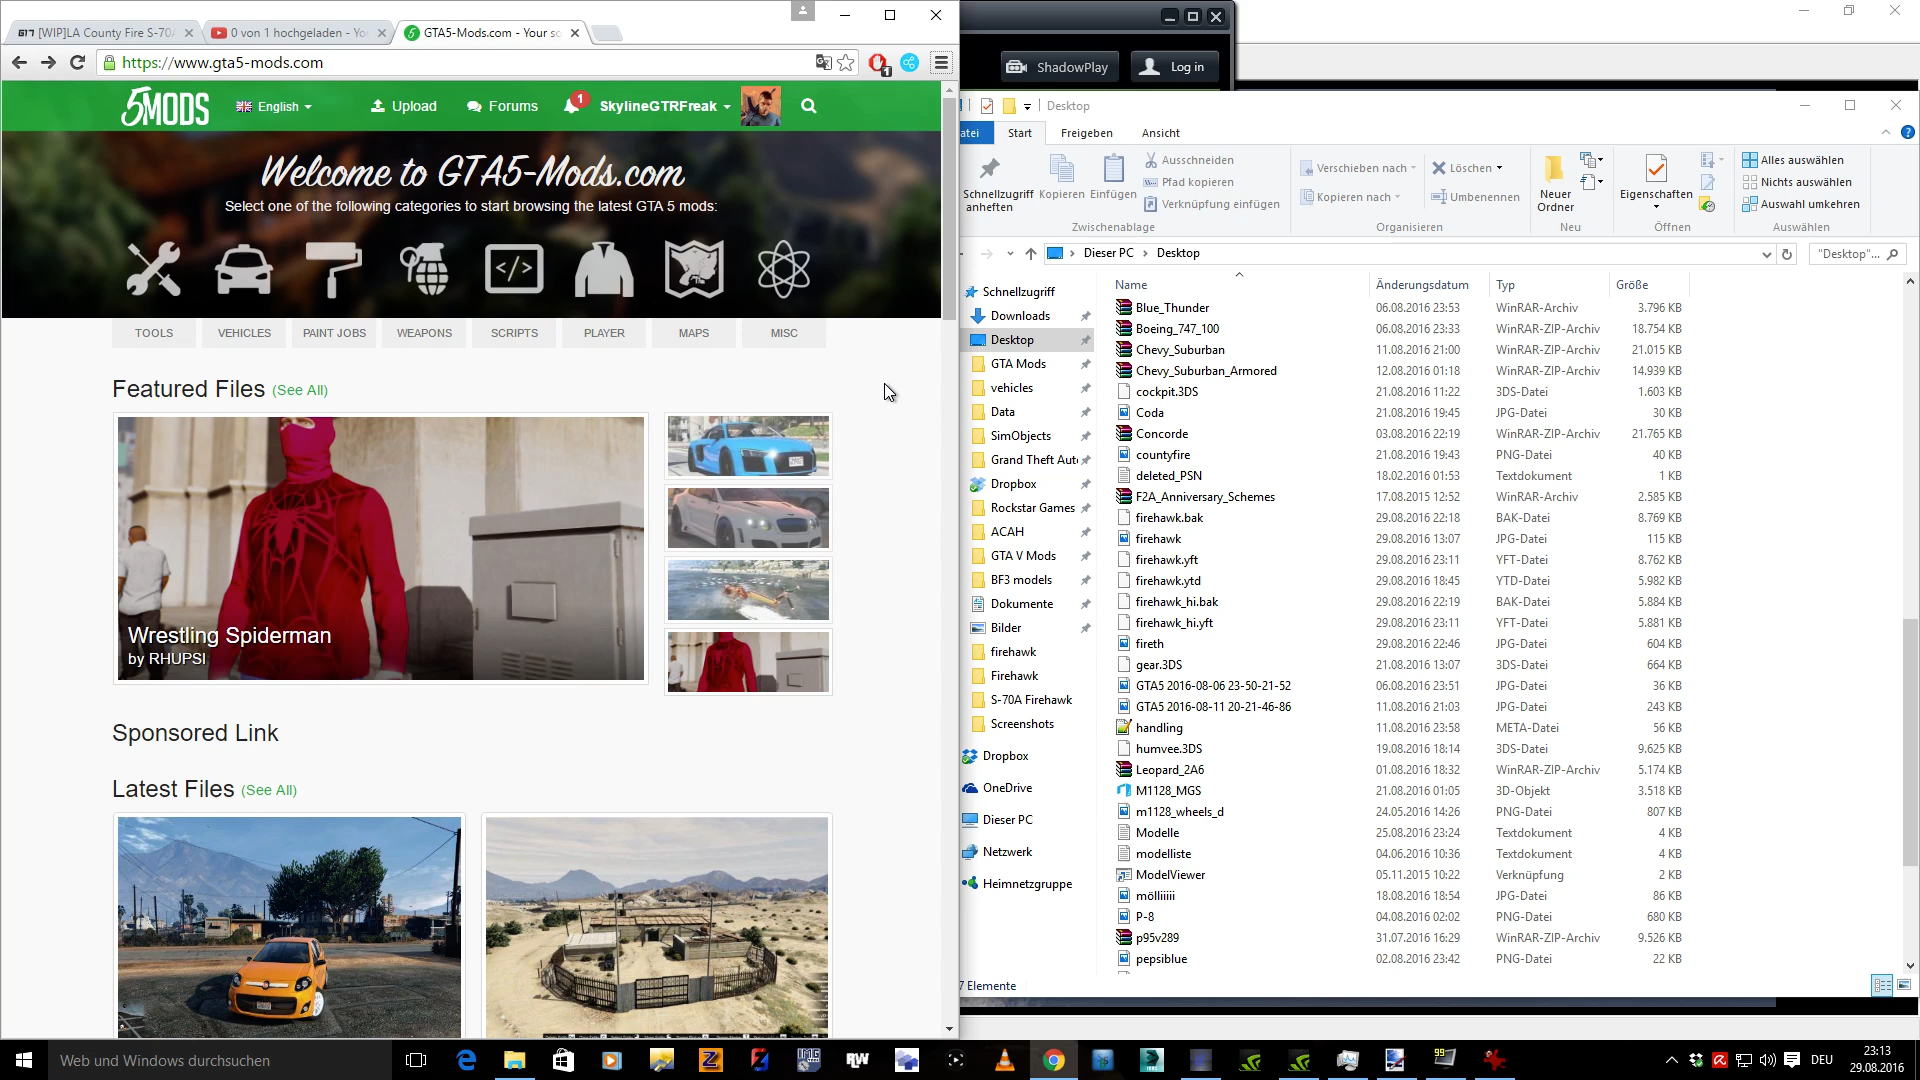 [WIP]LA County Fire S-70A
0 von 1 hochgeladen - Yo
GTA5-Mods.com - Your so
https://www.gta5-mods.com
5MODS
English
Upload
Forums
1
SkylineGTRFreak
Welcome to GTA5-Mods.com
Select one of the following categories to start browsing the latest GTA 5 mods:
TOOLS
VEHICLES
PAINT JOBS
WEAPONS
SCRIPTS
PLAYER
MAPS
MISC
Featured Files (See All)
Wrestling Spiderman
by RHUPSI
Sponsored Link
Latest Files (See All)
ShadowPlay
Log in
Desktop
atei
Start
Freigeben
Ansicht
Schnellzugriff
anheften
Kopieren
Einfügen
Ausschneiden
Pfad kopieren
Verknüpfung einfügen
Zwischenablage
Verschieben nach
Kopieren nach
Löschen
Umbenennen
Organisieren
Neuer
Ordner
Neu
Eigenschaften
Öffnen
Alles auswählen
Nichts auswählen
Auswahl umkehren
Auswählen
Dieser PC
Desktop
"Desktop"...
Schnellzugriff
Downloads
Desktop
GTA Mods
vehicles
Data
SimObjects
Grand Theft Aut
Dropbox
Rockstar Games
ACAH
GTA V Mods
BF3 models
Dokumente
Bilder
firehawk
Firehawk
S-70A Firehawk
Screenshots
Dropbox
OneDrive
Dieser PC
Netzwerk
Heimnetzgruppe
Name Änderungsdatum Typ Größe
Blue_Thunder 06.08.2016 23:53 WinRAR-Archiv 3.796 KB
Boeing_747_100 06.08.2016 23:33 WinRAR-ZIP-Archiv 18.754 KB
Chevy_Suburban 11.08.2016 21:00 WinRAR-ZIP-Archiv 21.015 KB
Chevy_Suburban_Armored 12.08.2016 01:18 WinRAR-ZIP-Archiv 14.939 KB
cockpit.3DS 21.08.2016 11:22 3DS-Datei 1.603 KB
Coda 21.08.2016 19:45 JPG-Datei 30 KB
Concorde 03.08.2016 22:19 WinRAR-ZIP-Archiv 21.765 KB
countyfire 21.08.2016 19:43 PNG-Datei 40 KB
deleted_PSN 18.02.2016 01:53 Textdokument 1 KB
F2A_Anniversary_Schemes 17.08.2015 12:52 WinRAR-Archiv 2.585 KB
firehawk.bak 29.08.2016 22:18 BAK-Datei 8.769 KB
firehawk 29.08.2016 13:07 JPG-Datei 115 KB
firehawk.yft 29.08.2016 23:11 YFT-Datei 8.762 KB
firehawk.ytd 29.08.2016 18:45 YTD-Datei 5.982 KB
firehawk_hi.bak 29.08.2016 22:19 BAK-Datei 5.884 KB
firehawk_hi.yft 29.08.2016 23:11 YFT-Datei 5.881 KB
fireth 29.08.2016 22:46 JPG-Datei 604 KB
gear.3DS 21.08.2016 13:07 3DS-Datei 664 KB
GTA5 2016-08-06 23-50-21-52 06.08.2016 23:51 JPG-Datei 36 KB
GTA5 2016-08-11 20-21-46-86 11.08.2016 21:03 JPG-Datei 243 KB
handling 11.08.2016 23:58 META-Datei 56 KB
humvee.3DS 19.08.2016 18:14 3DS-Datei 9.625 KB
Leopard_2A6 01.08.2016 18:32 WinRAR-ZIP-Archiv 5.174 KB
M1128_MGS 21.08.2016 01:05 3D-Objekt 3.518 KB
m1128_wheels_d 24.05.2016 14:26 PNG-Datei 807 KB
Modelle 25.08.2016 23:24 Textdokument 4 KB
modelliste 04.06.2016 10:36 Textdokument 4 KB
ModelViewer 05.11.2015 10:22 Verknüpfung 2 KB
mölliiiii 18.08.2016 18:54 JPG-Datei 86 KB
P-8 04.08.2016 02:02 PNG-Datei 680 KB
p95v289 31.07.2016 16:29 WinRAR-ZIP-Archiv 9.526 KB
pepsiblue 02.08.2016 23:42 PNG-Datei 22 KB
7 Elemente
Web und Windows durchsuchen
DEU
23:13
29.08.2016